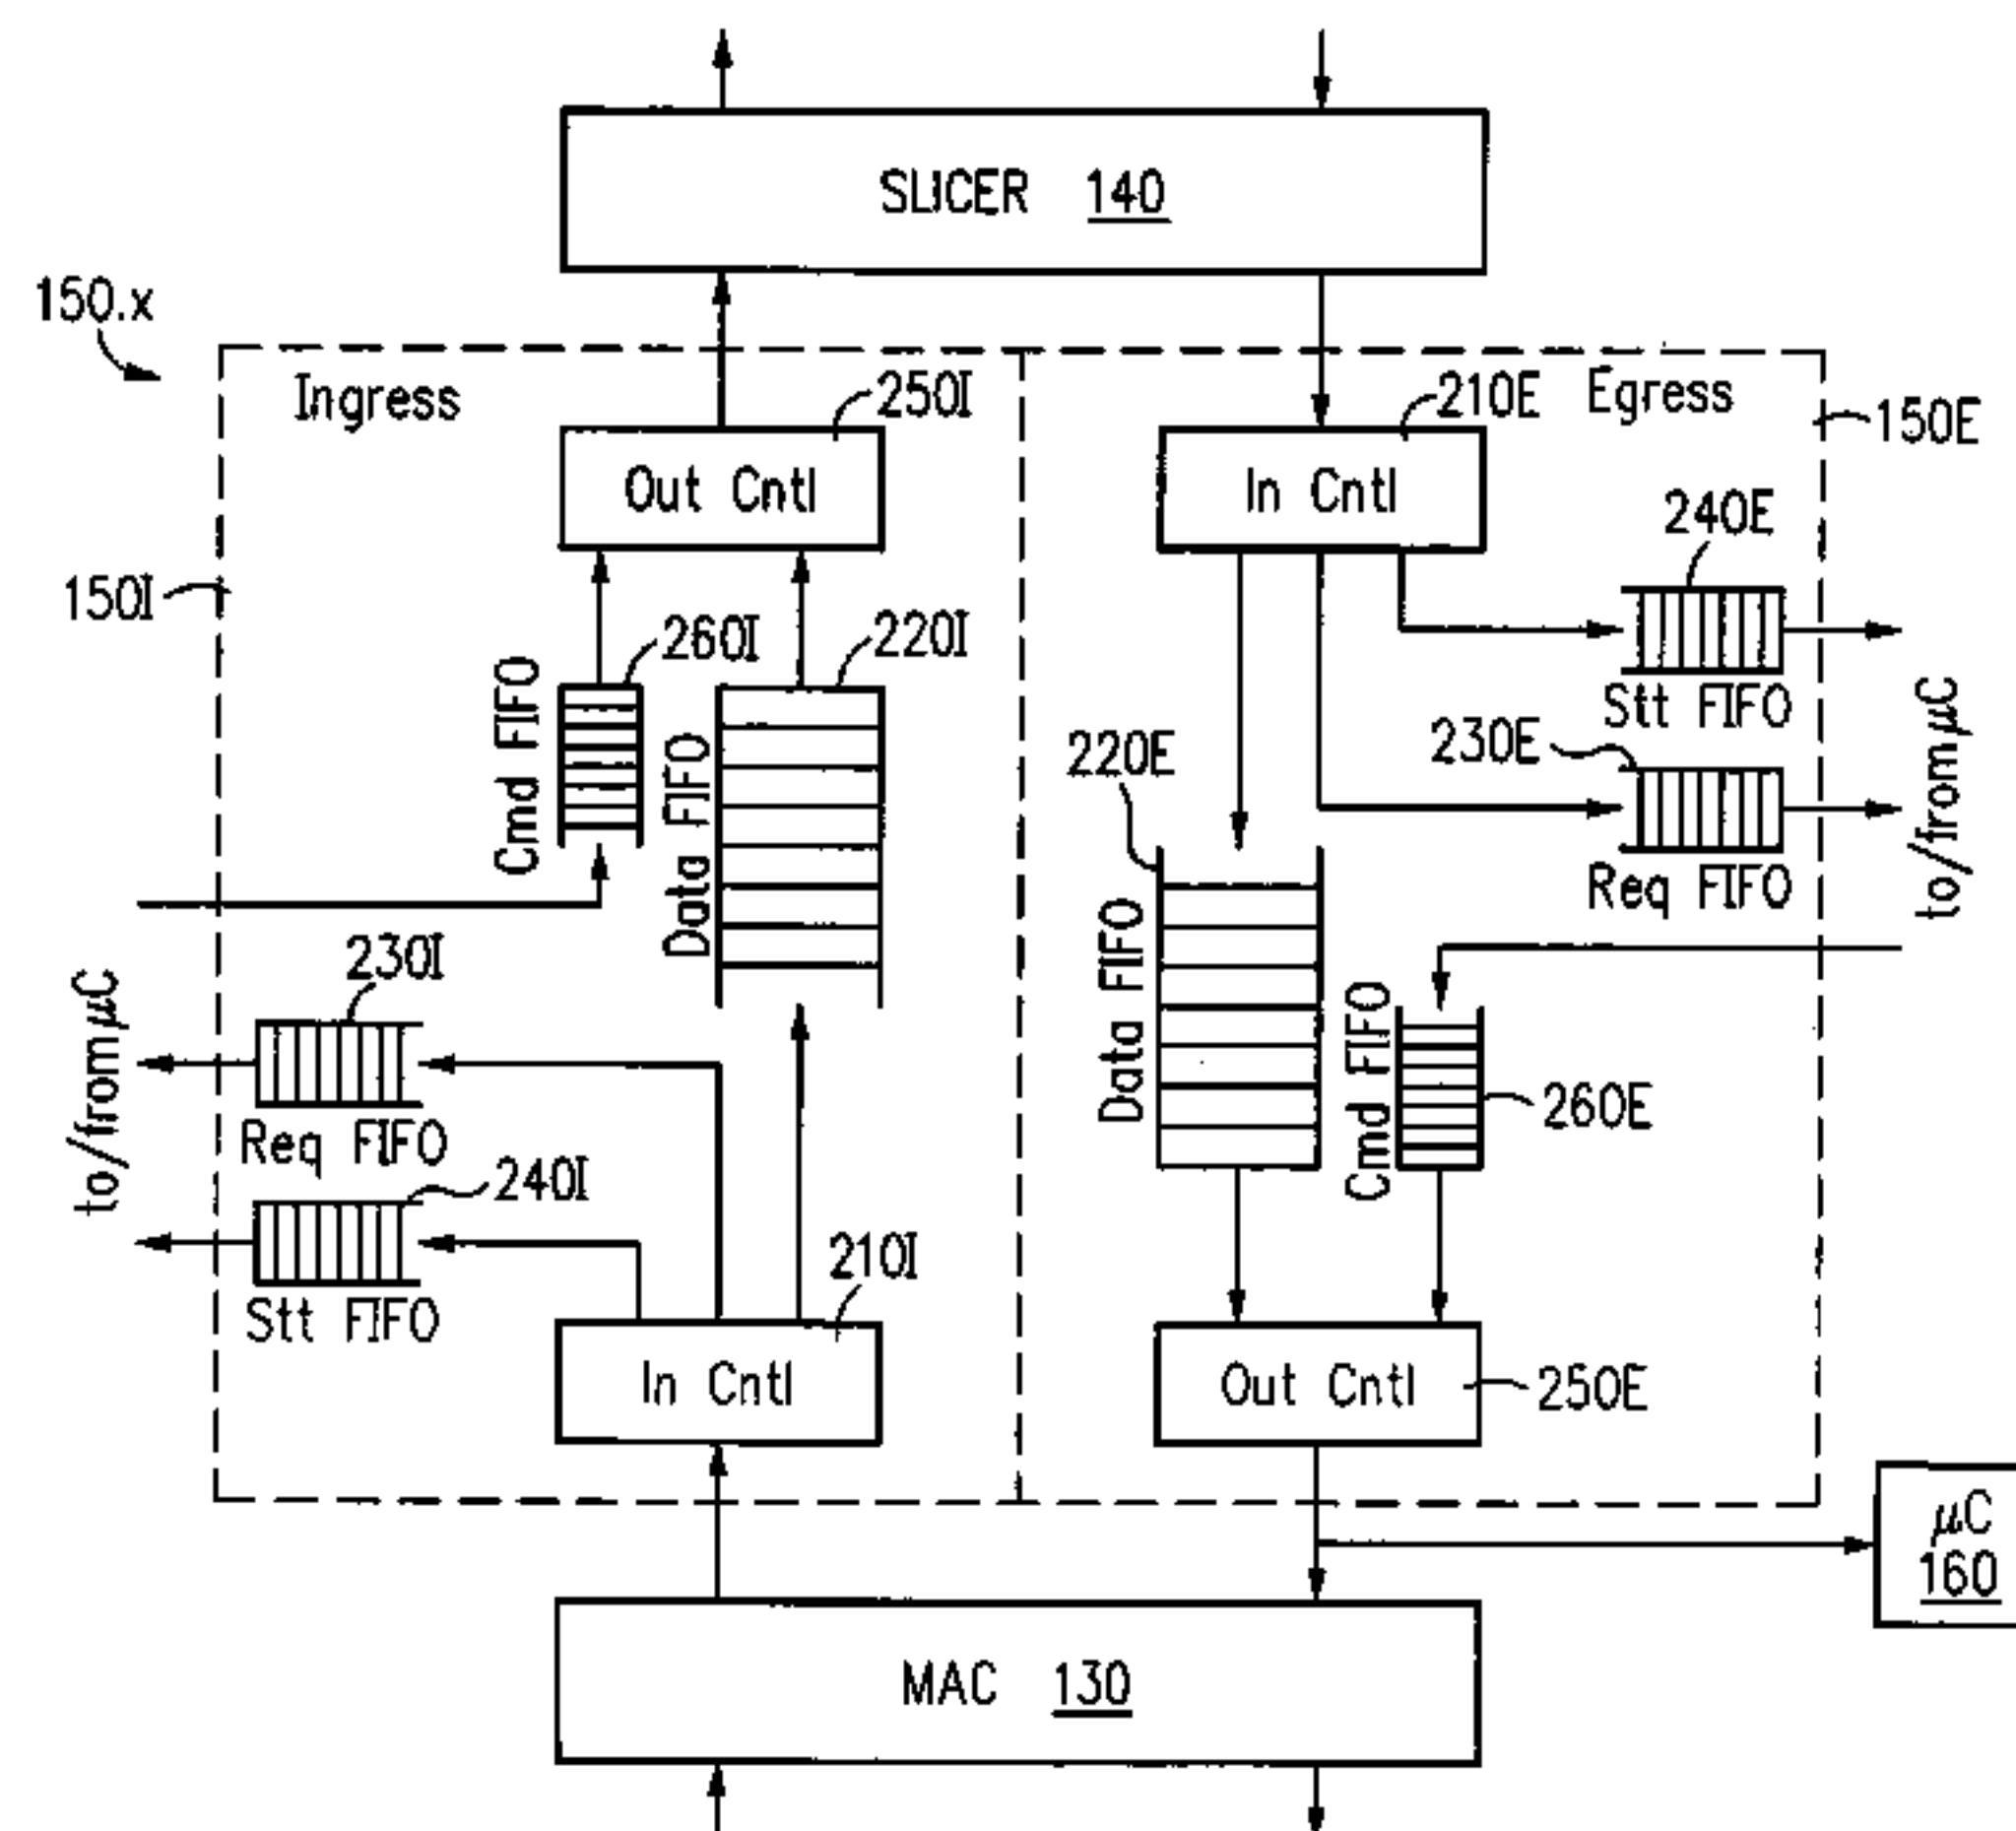 SLICER 140
150.x
Ingress
250I
210E
Egress
150E
Out Cntl
In Cntl
240E
150I
260I
220I
Stt FIFO
Cmd FIFO
Data FIFO
220E
230E
to/from μC
Req FIFO
230I
Data FIFO
Cmd FIFO
to/from μC
260E
Req FIFO
240I
210I
Stt FIFO
In Cntl
Out Cntl
250E
μC
160
MAC 130